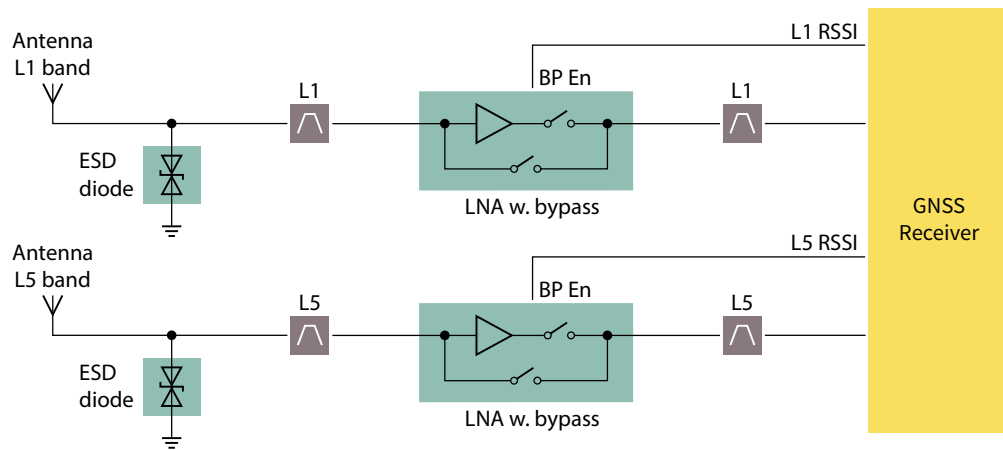 Antenna
L1 band
L1 RSSI
BP En
L1
L1
ESD
diode
LNA w. bypass
GNSS
Receiver
Antenna
L5 band
L5 RSSI
BP En
L5
L5
ESD
diode
LNA w. bypass